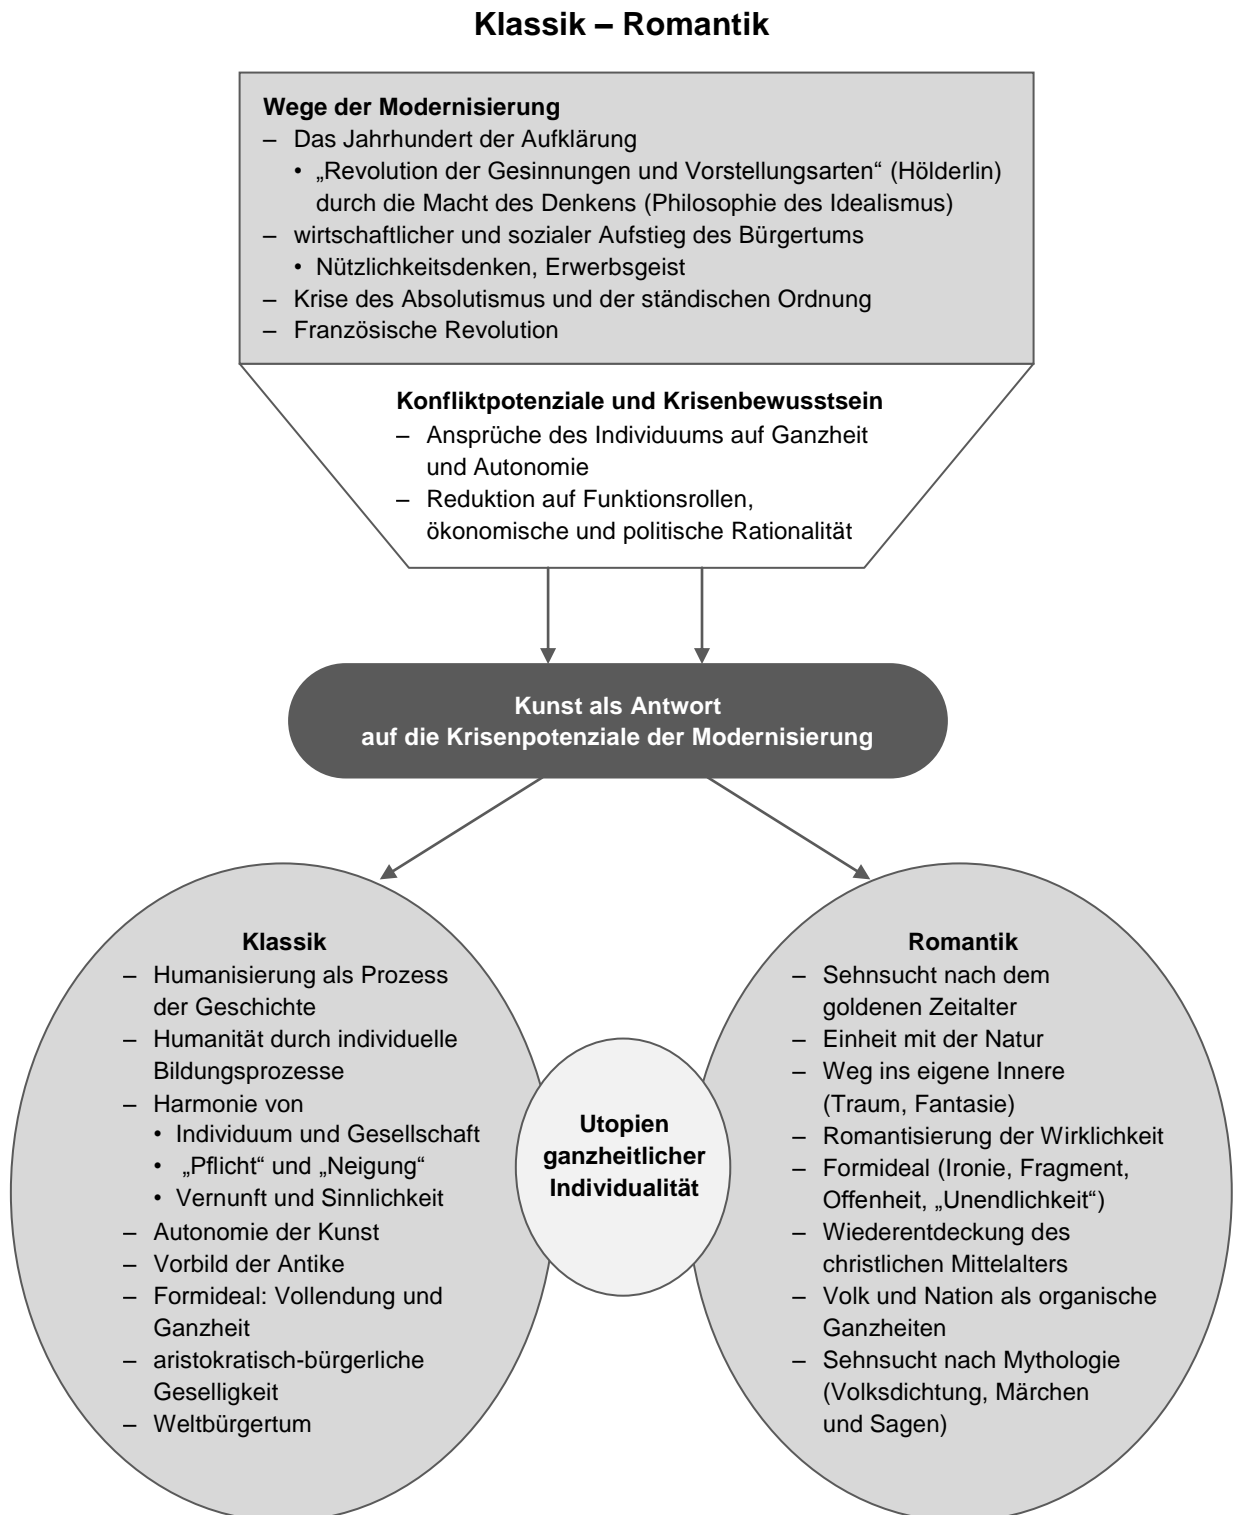 Klassik – Romantik
Wege der Modernisierung
– Das Jahrhundert der Aufklärung
• „Revolution der Gesinnungen und Vorstellungsarten“ (Hölderlin)
durch die Macht des Denkens (Philosophie des Idealismus)
– wirtschaftlicher und sozialer Aufstieg des Bürgertums
• Nützlichkeitsdenken, Erwerbsgeist
– Krise des Absolutismus und der ständischen Ordnung
– Französische Revolution
Konfliktpotenziale und Krisenbewusstsein
– Ansprüche des Individuums auf Ganzheit
und Autonomie
– Reduktion auf Funktionsrollen,
ökonomische und politische Rationalität
Kunst als Antwort
auf die Krisenpotenziale der Modernisierung
Klassik
– Humanisierung als Prozess
der Geschichte
– Humanität durch individuelle
Bildungsprozesse
– Harmonie von
• Individuum und Gesellschaft
• „Pflicht“ und „Neigung“
• Vernunft und Sinnlichkeit
– Autonomie der Kunst
– Vorbild der Antike
– Formideal: Vollendung und
Ganzheit
– aristokratisch-bürgerliche
Geselligkeit
– Weltbürgertum
Utopien
ganzheitlicher
Individualität
Romantik
– Sehnsucht nach dem
goldenen Zeitalter
– Einheit mit der Natur
– Weg ins eigene Innere
(Traum, Fantasie)
– Romantisierung der Wirklichkeit
– Formideal (Ironie, Fragment,
Offenheit, „Unendlichkeit“)
– Wiederentdeckung des
christlichen Mittelalters
– Volk und Nation als organische
Ganzheiten
– Sehnsucht nach Mythologie
(Volksdichtung, Märchen
und Sagen)